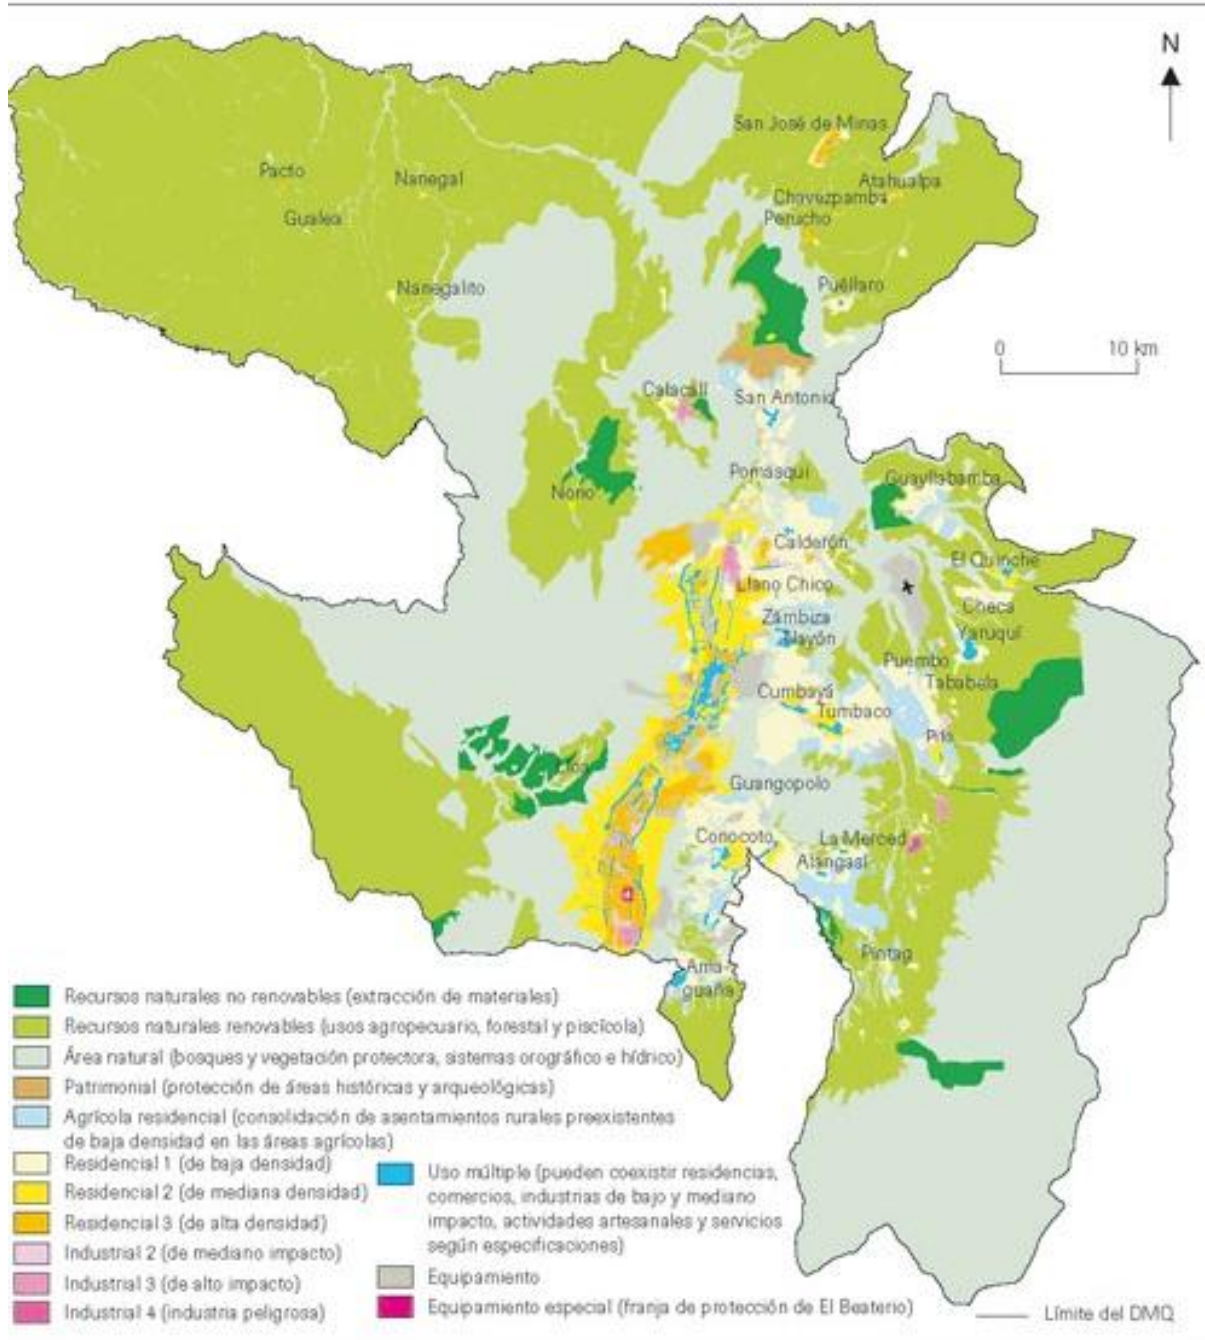 N
San José de Minas
Atahualpa
Pacto
Nanegal
Chavezpamba
Perucho
Gualea
Puéllaro
Nanegalito
0 10 km
Calacalí
San Antonio
Pomasqui
Guayllabamba
Nono
Calderón
El Quinche
Llano Chico
Checa
Zámbiza
Yaruquí
Nayón
Puembo
Tababela
Cumbayá
Tumbaco
Pifo
Lloa
Guangopolo
Conocoto
La Merced
Alangasí
Pintag
Ama-
guaña
Recursos naturales no renovables (extracción de materiales)
Recursos naturales renovables (usos agropecuario, forestal y piscícola)
Área natural (bosques y vegetación protectora, sistemas orográfico e hídrico)
Patrimonial (protección de áreas históricas y arqueológicas)
Agrícola residencial (consolidación de asentamientos rurales preexistentes
de baja densidad en las áreas agrícolas)
Residencial 1 (de baja densidad)
Residencial 2 (de mediana densidad)
Residencial 3 (de alta densidad)
Industrial 2 (de mediano impacto)
Industrial 3 (de alto impacto)
Industrial 4 (industria peligrosa)
Uso múltiple (pueden coexistir residencias,
comercios, industrias de bajo y mediano
impacto, actividades artesanales y servicios
según especificaciones)
Equipamiento
Equipamiento especial (franja de protección de El Beaterio)
Límite del DMQ